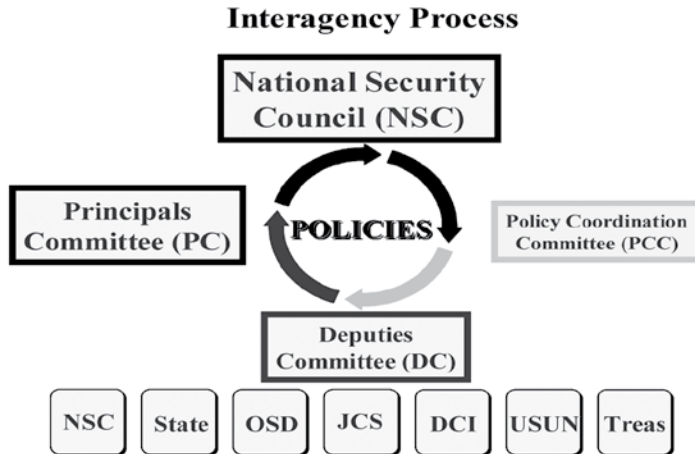 Interagency Process
National Security
Council (NSC)
Principals
Committee (PC)
POLICIES
Policy Coordination
Committee (PCC)
Deputies
Committee (DC)
NSC
State
OSD
JCS
DCI
USUN
Treas